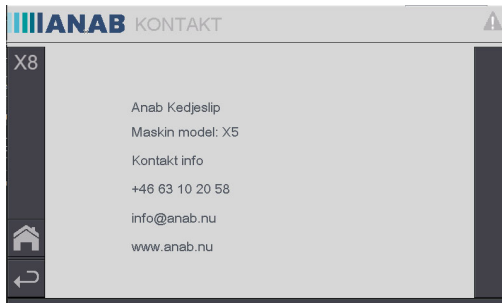 ANAB KONTAKT
X8
Anab Kedjeslip
Maskin model: X5
Kontakt info
+46 63 10 20 58
info@anab.nu
www.anab.nu